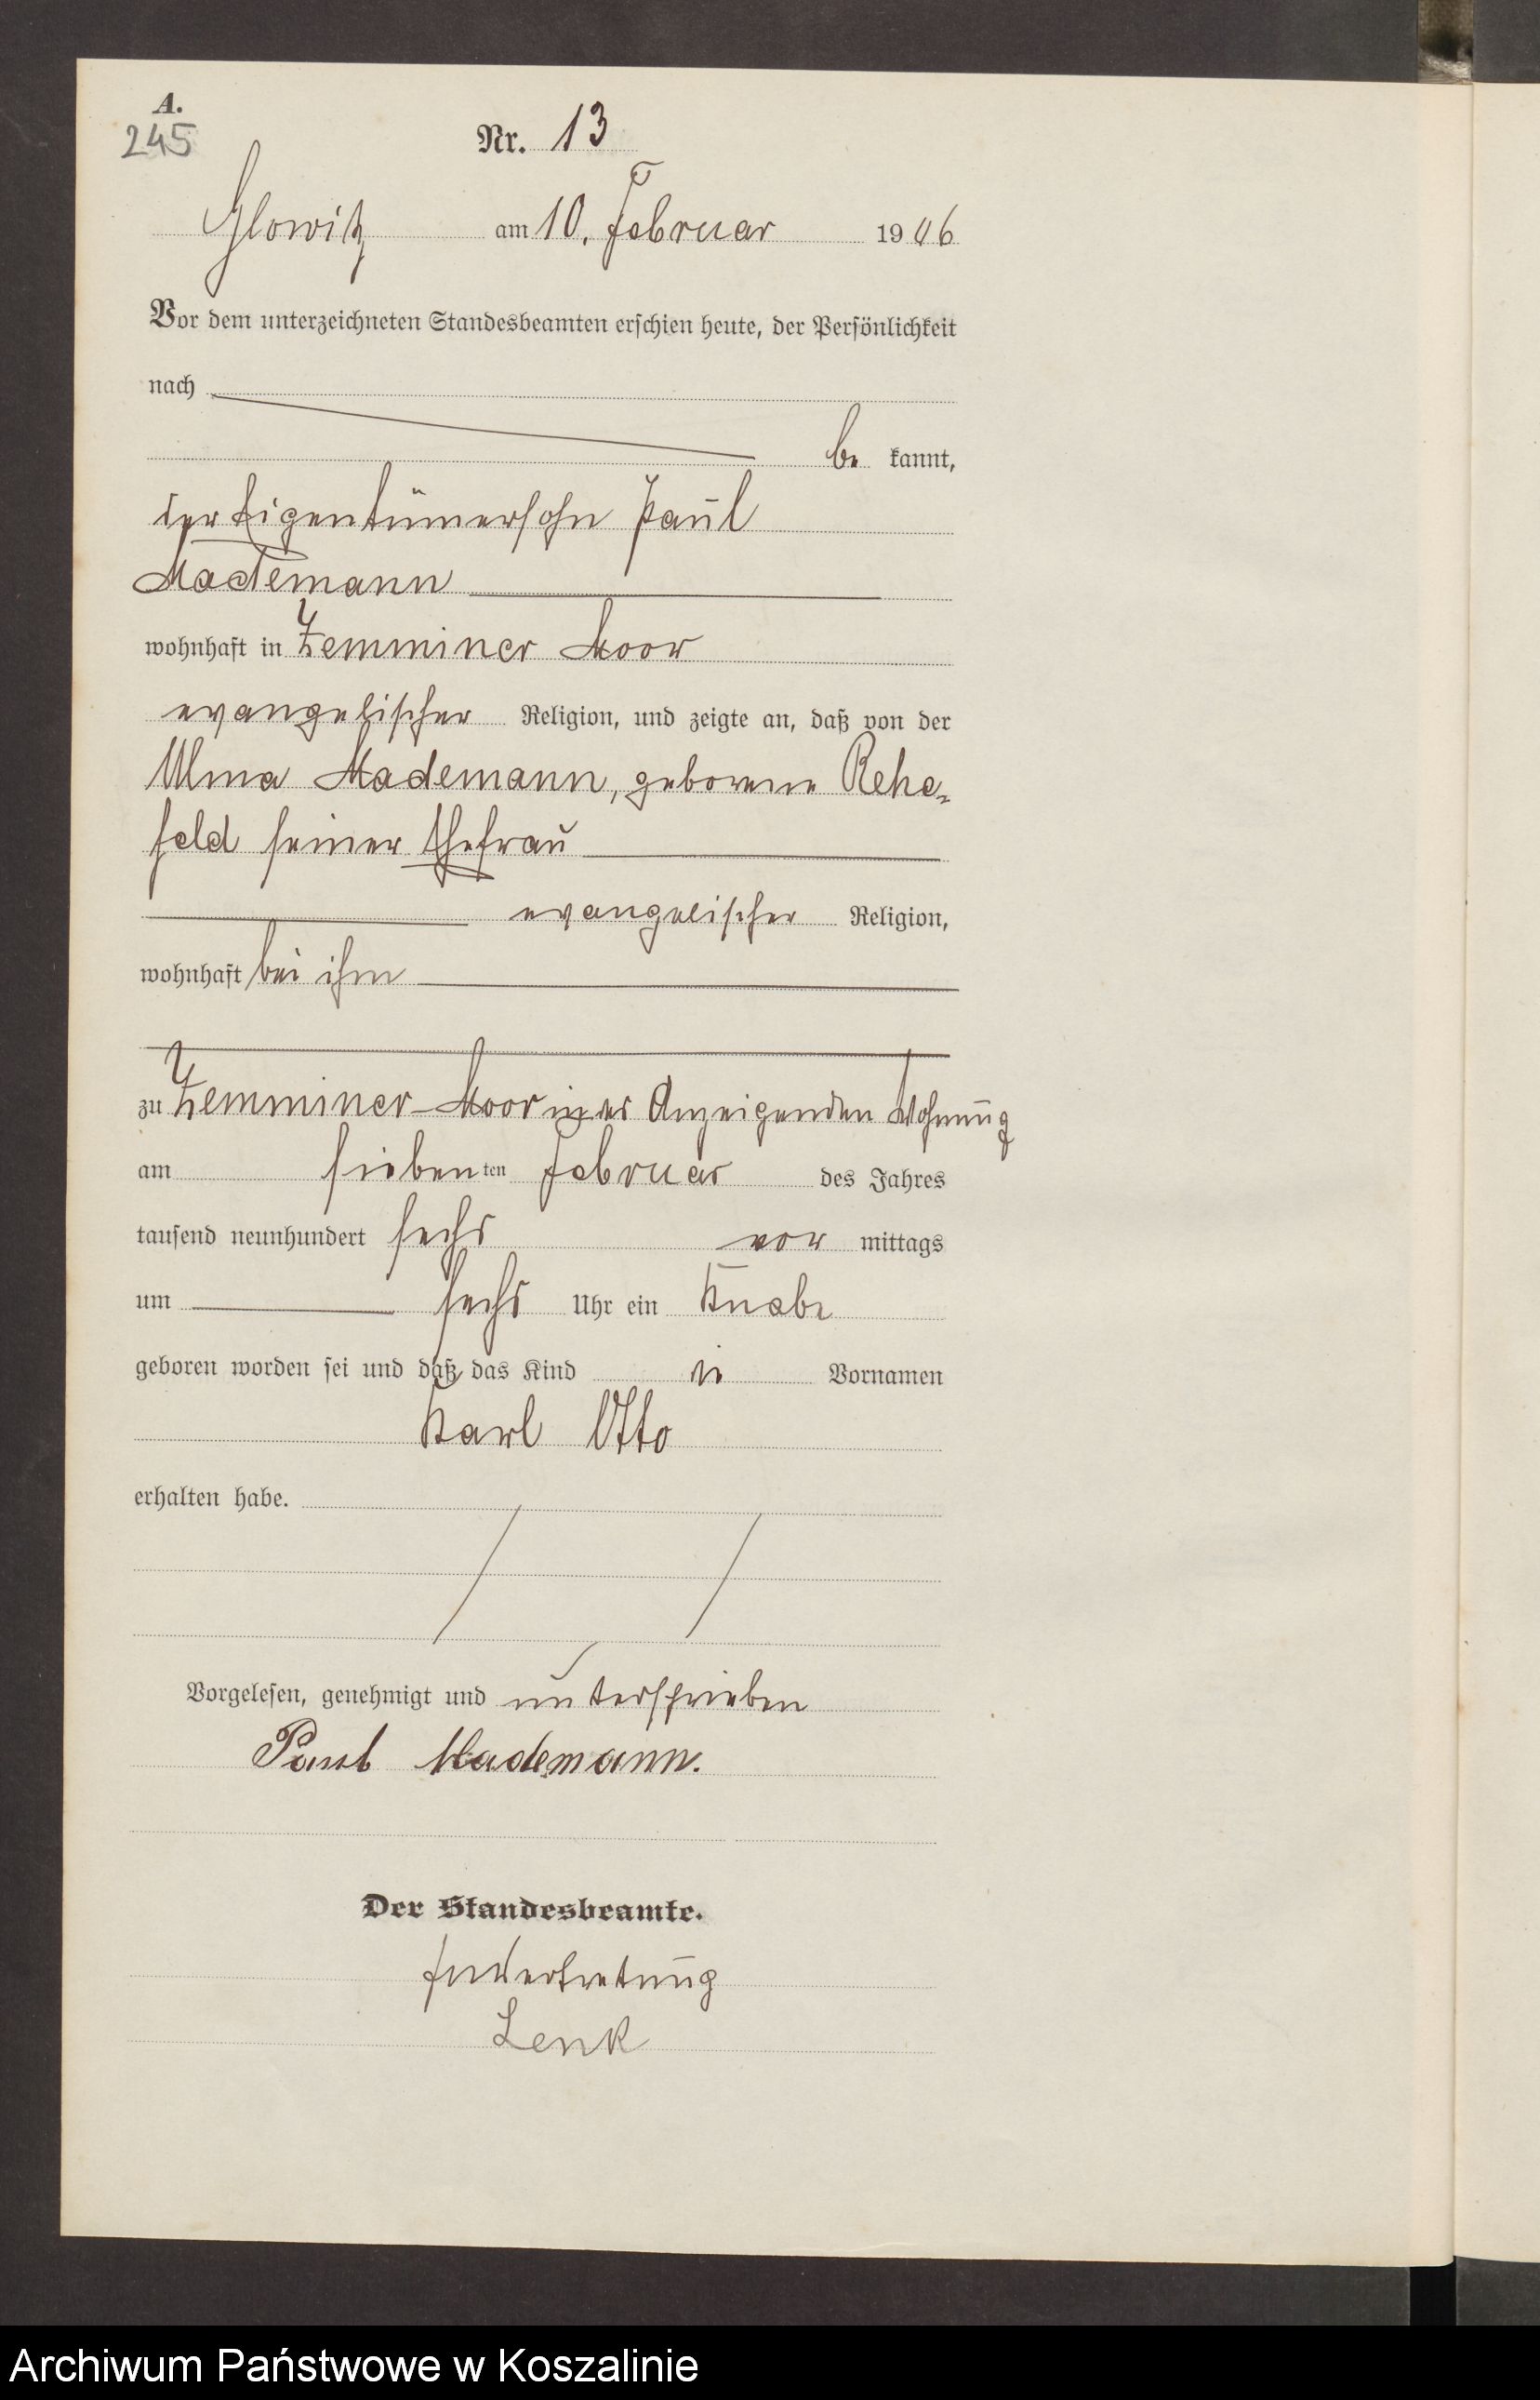 A.
245
Nr. 13
Glowitz am 10. Februar 1906
Vor dem unterzeichneten Standesbeamten erschien heute, der Persönlichkeit
nach
be kannt,
der Eigentümersohn Paul
Mademann
wohnhaft in Zemminer Moor
evangelischer Religion, und zeigte an, daß von der
Mademann, geborene Rehe=
feld seiner Ehefrau
evangelischer Religion,
wohnhaft bei ihm
zu Zemminer-Moor in des Anzeigenden Wohnung
am siebenten Februar des Jahres
tausend neunhundert sechs vor mittags
um sechs Uhr ein Knabe
geboren worden sei und daß das Kind die Vornamen
Karl Otto
erhalten habe.
Vorgelesen, genehmigt und unterschrieben
Paul Mademann.
Der Standesbeamte.
In Vertretung
Lenk
Archiwum Państwowe w Koszalinie